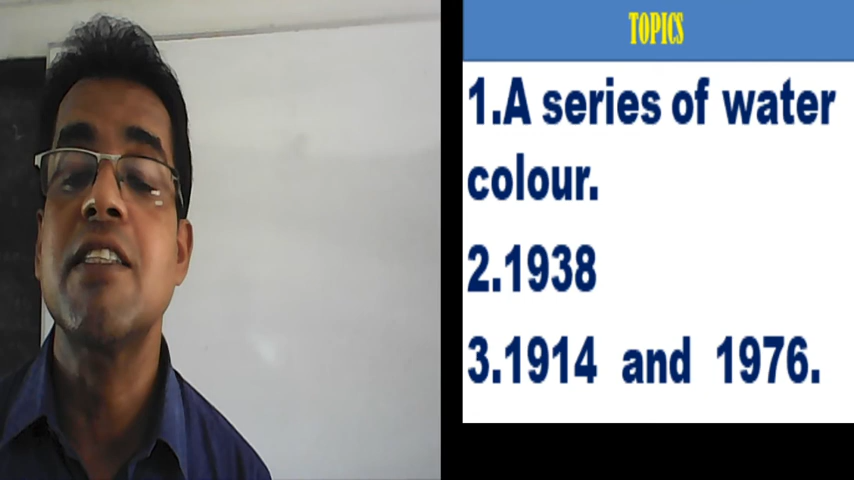 TOPICS
1.A series of water
colour.
2.1938
3.1914 and 1976.